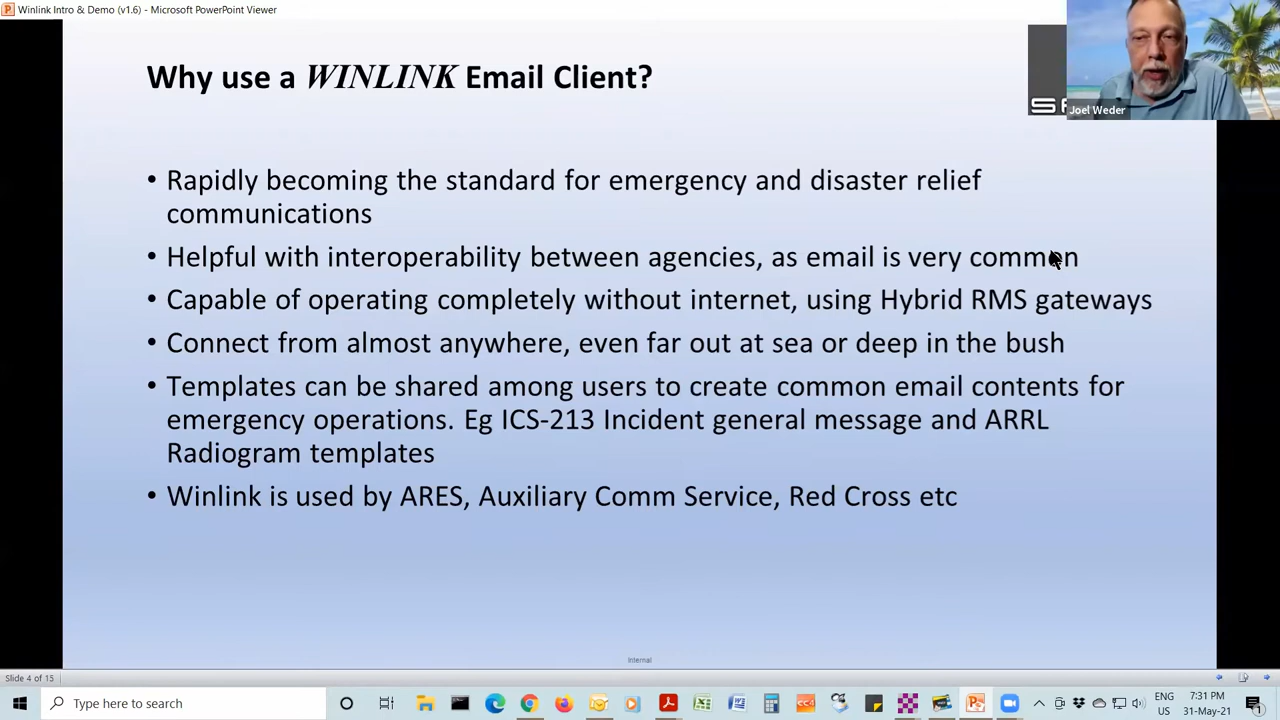 Winlink Intro & Demo (v1.6) - Microsoft PowerPoint Viewer
Why use a WINLINK Email Client?
Joel Weder
• Rapidly becoming the standard for emergency and disaster relief
communications
• Helpful with interoperability between agencies, as email is very common
• Capable of operating completely without internet, using Hybrid RMS gateways
• Connect from almost anywhere, even far out at sea or deep in the bush
• Templates can be shared among users to create common email contents for
emergency operations. Eg ICS-213 Incident general message and ARRL
Radiogram templates
• Winlink is used by ARES, Auxiliary Comm Service, Red Cross etc
Internal
Slide 4 of 15
Type here to search
ENG
US
7:31 PM
31-May-21